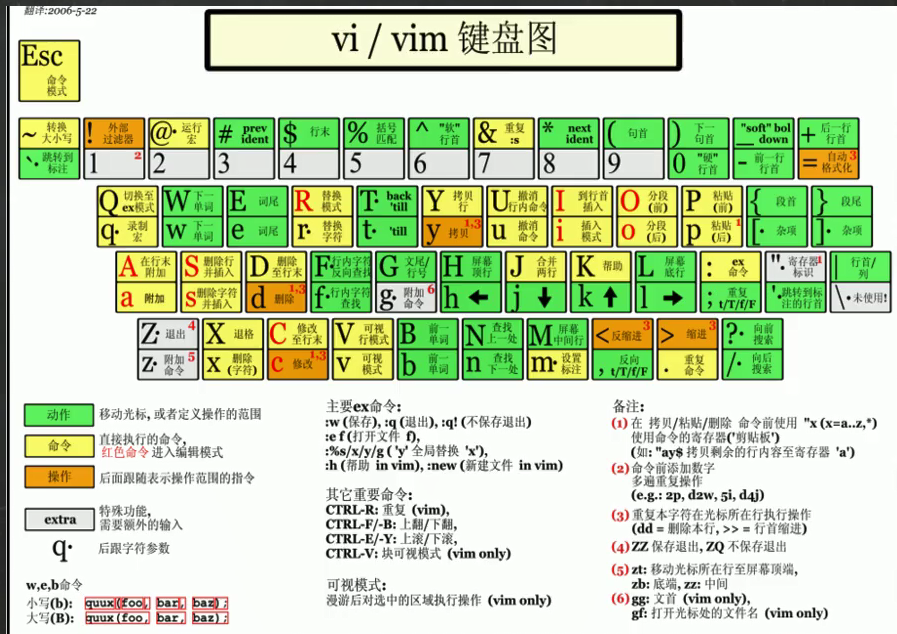 翻译:2006-5-22
vi / vim 键盘图
Esc 命令模式
~ 转换大小写 ! 外部过滤器 @· 运行宏 # prev ident $ 行末 % 括号匹配 ^ "软"行首 & 重复 :s * next ident ( 句首 ) 下一句首 _ "soft" bol down + 后一行行首
`· 跳转到标注 1 2 2 3 4 5 6 7 8 9 0 "硬"行首 - 前一行行首 = 自动格式化 3
Q 切换至ex模式 W 下一单词 E 词尾 R 替换模式 T· back 'till Y 拷贝行 U 撤消行内命令 I 到行首插入 O 分段(前) P 粘贴(前) { 段首 } 段尾
q· 录制宏 w 下一单词 e 词尾 r· 替换字符 t· 'till y 拷贝 1,3 u 撤消命令 i 插入模式 o 分段(后) p 粘贴(后) 1 [· 杂项 ]· 杂项
A 在行末附加 S 删除行并插入 D 删除至行末 F· 行内字符反向查找 G 文尾/行号 H 屏幕顶行 J 合并两行 K 帮助 L 屏幕底行 : ex命令 "· 寄存器标识 1 | 行首/列
a 附加 s 删除字符并插入 d 删除 1,3 f· 行内字符查找 g· 附加命令 6 h ← j ↓ k ↑ l → ; 重复 t/T/f/F '· 跳转到标注的行首 \· 未使用!
Z· 退出 4 X 退格 C 修改至行末 V 可视行模式 B 前一单词 N 查找上一处 M 屏幕中间行 < 反缩进 3 > 缩进 3 ?· 向前搜索
z· 附加命令 5 x 删除(字符) c 修改 1,3 v 可视模式 b 前一单词 n 查找下一处 m· 设置标注 , 反向 t/T/f/F . 重复命令 /· 向后搜索
动作 移动光标, 或者定义操作的范围
命令 直接执行的命令,
红色命令 进入编辑模式
操作 后面跟随表示操作范围的指令
extra 特殊功能,
需要额外的输入
q· 后跟字符参数
w,e,b命令
小写(b): quux(foo, bar, baz);
大写(B): quux(foo, bar, baz);
主要ex命令:
:w (保存), :q (退出), :q! (不保存退出)
:e f (打开文件 f),
:%s/x/y/g ( 'y' 全局替换 'x'),
:h (帮助 in vim), :new (新建文件 in vim)
其它重要命令:
CTRL-R: 重复 (vim),
CTRL-F/-B: 上翻/下翻,
CTRL-E/-Y: 上滚/下滚,
CTRL-V: 块可视模式 (vim only)
可视模式:
漫游后对选中的区域执行操作 (vim only)
备注:
(1) 在 拷贝/粘贴/删除 命令前使用 "x (x=a..z,*)
使用命令的寄存器('剪贴板')
(如: "ay$ 拷贝剩余的行内容至寄存器 'a')
(2) 命令前添加数字
多遍重复操作
(e.g.: 2p, d2w, 5i, d4j)
(3) 重复本字符在光标所在行执行操作
(dd = 删除本行, >> = 行首缩进)
(4) ZZ 保存退出, ZQ 不保存退出
(5) zt: 移动光标所在行至屏幕顶端,
zb: 底端, zz: 中间
(6) gg: 文首 (vim only),
gf: 打开光标处的文件名 (vim only)